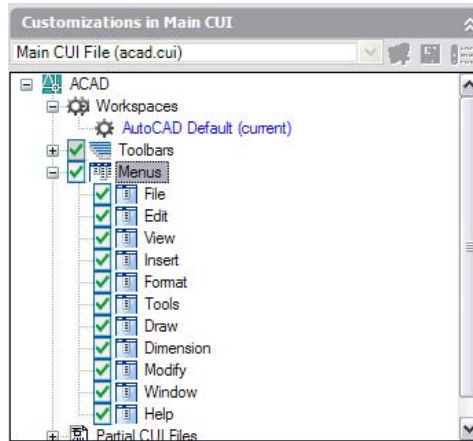 Customizations in Main CUI
Main CUI File (acad.cui)
ACAD
Workspaces
AutoCAD Default (current)
Toolbars
Menus
File
Edit
View
Insert
Format
Tools
Draw
Dimension
Modify
Window
Help
Partial CUI Files